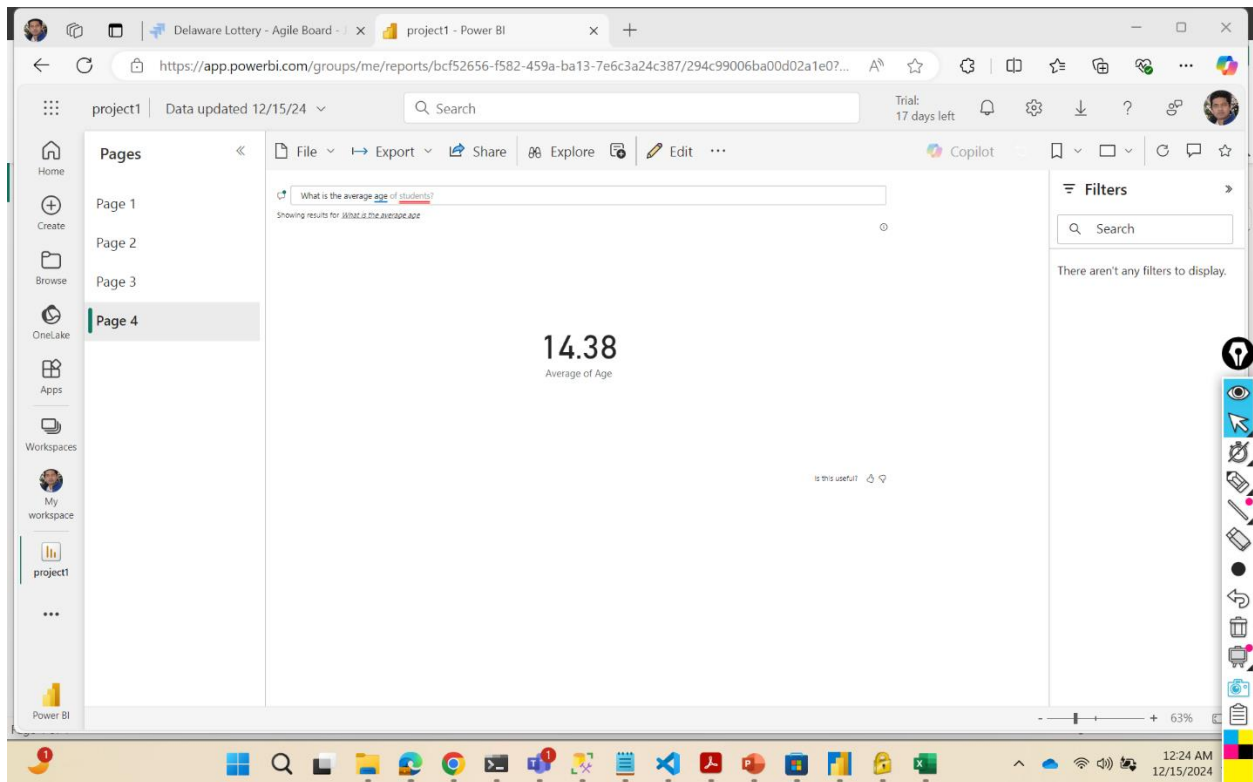 Delaware Lottery - Agile Board -
project1 - Power BI
https://app.powerbi.com/groups/me/reports/bcf52656-f582-459a-ba13-7e6c3a24c387/294c99006ba00d02a1e0?...
project1
Data updated 12/15/24
Search
Trial:
17 days left
Home
Create
Browse
OneLake
Apps
Workspaces
My
workspace
project1
Power BI
Pages
Page 1
Page 2
Page 3
Page 4
File
Export
Share
Explore
Edit
Copilot
What is the average age of students?
Showing results for What is the average age
14.38
Average of Age
Is this useful?
Filters
Search
There aren't any filters to display.
63%
1
1
12:24 AM
12/15/2024